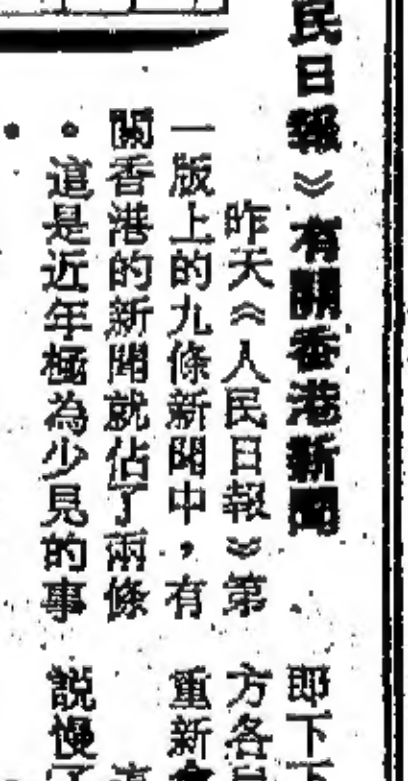 民日報》有關香港新聞
昨天《人民日報》第
一版上的九條新聞中，有
關香港的新聞就佔了兩條
。這是近年極為少見的事
。
即下
方各
重新
說慢了